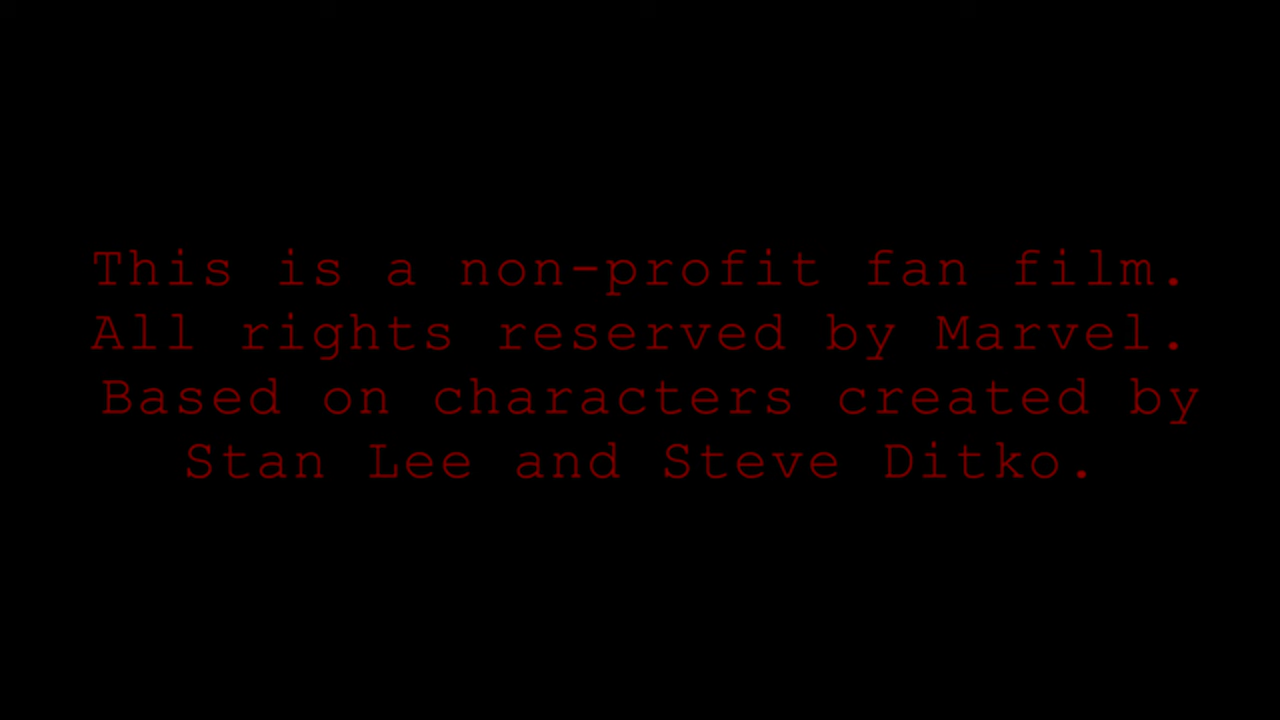 This is a non-profit fan film.
All rights reserved by Marvel.
Based on characters created by
Stan Lee and Steve Ditko.